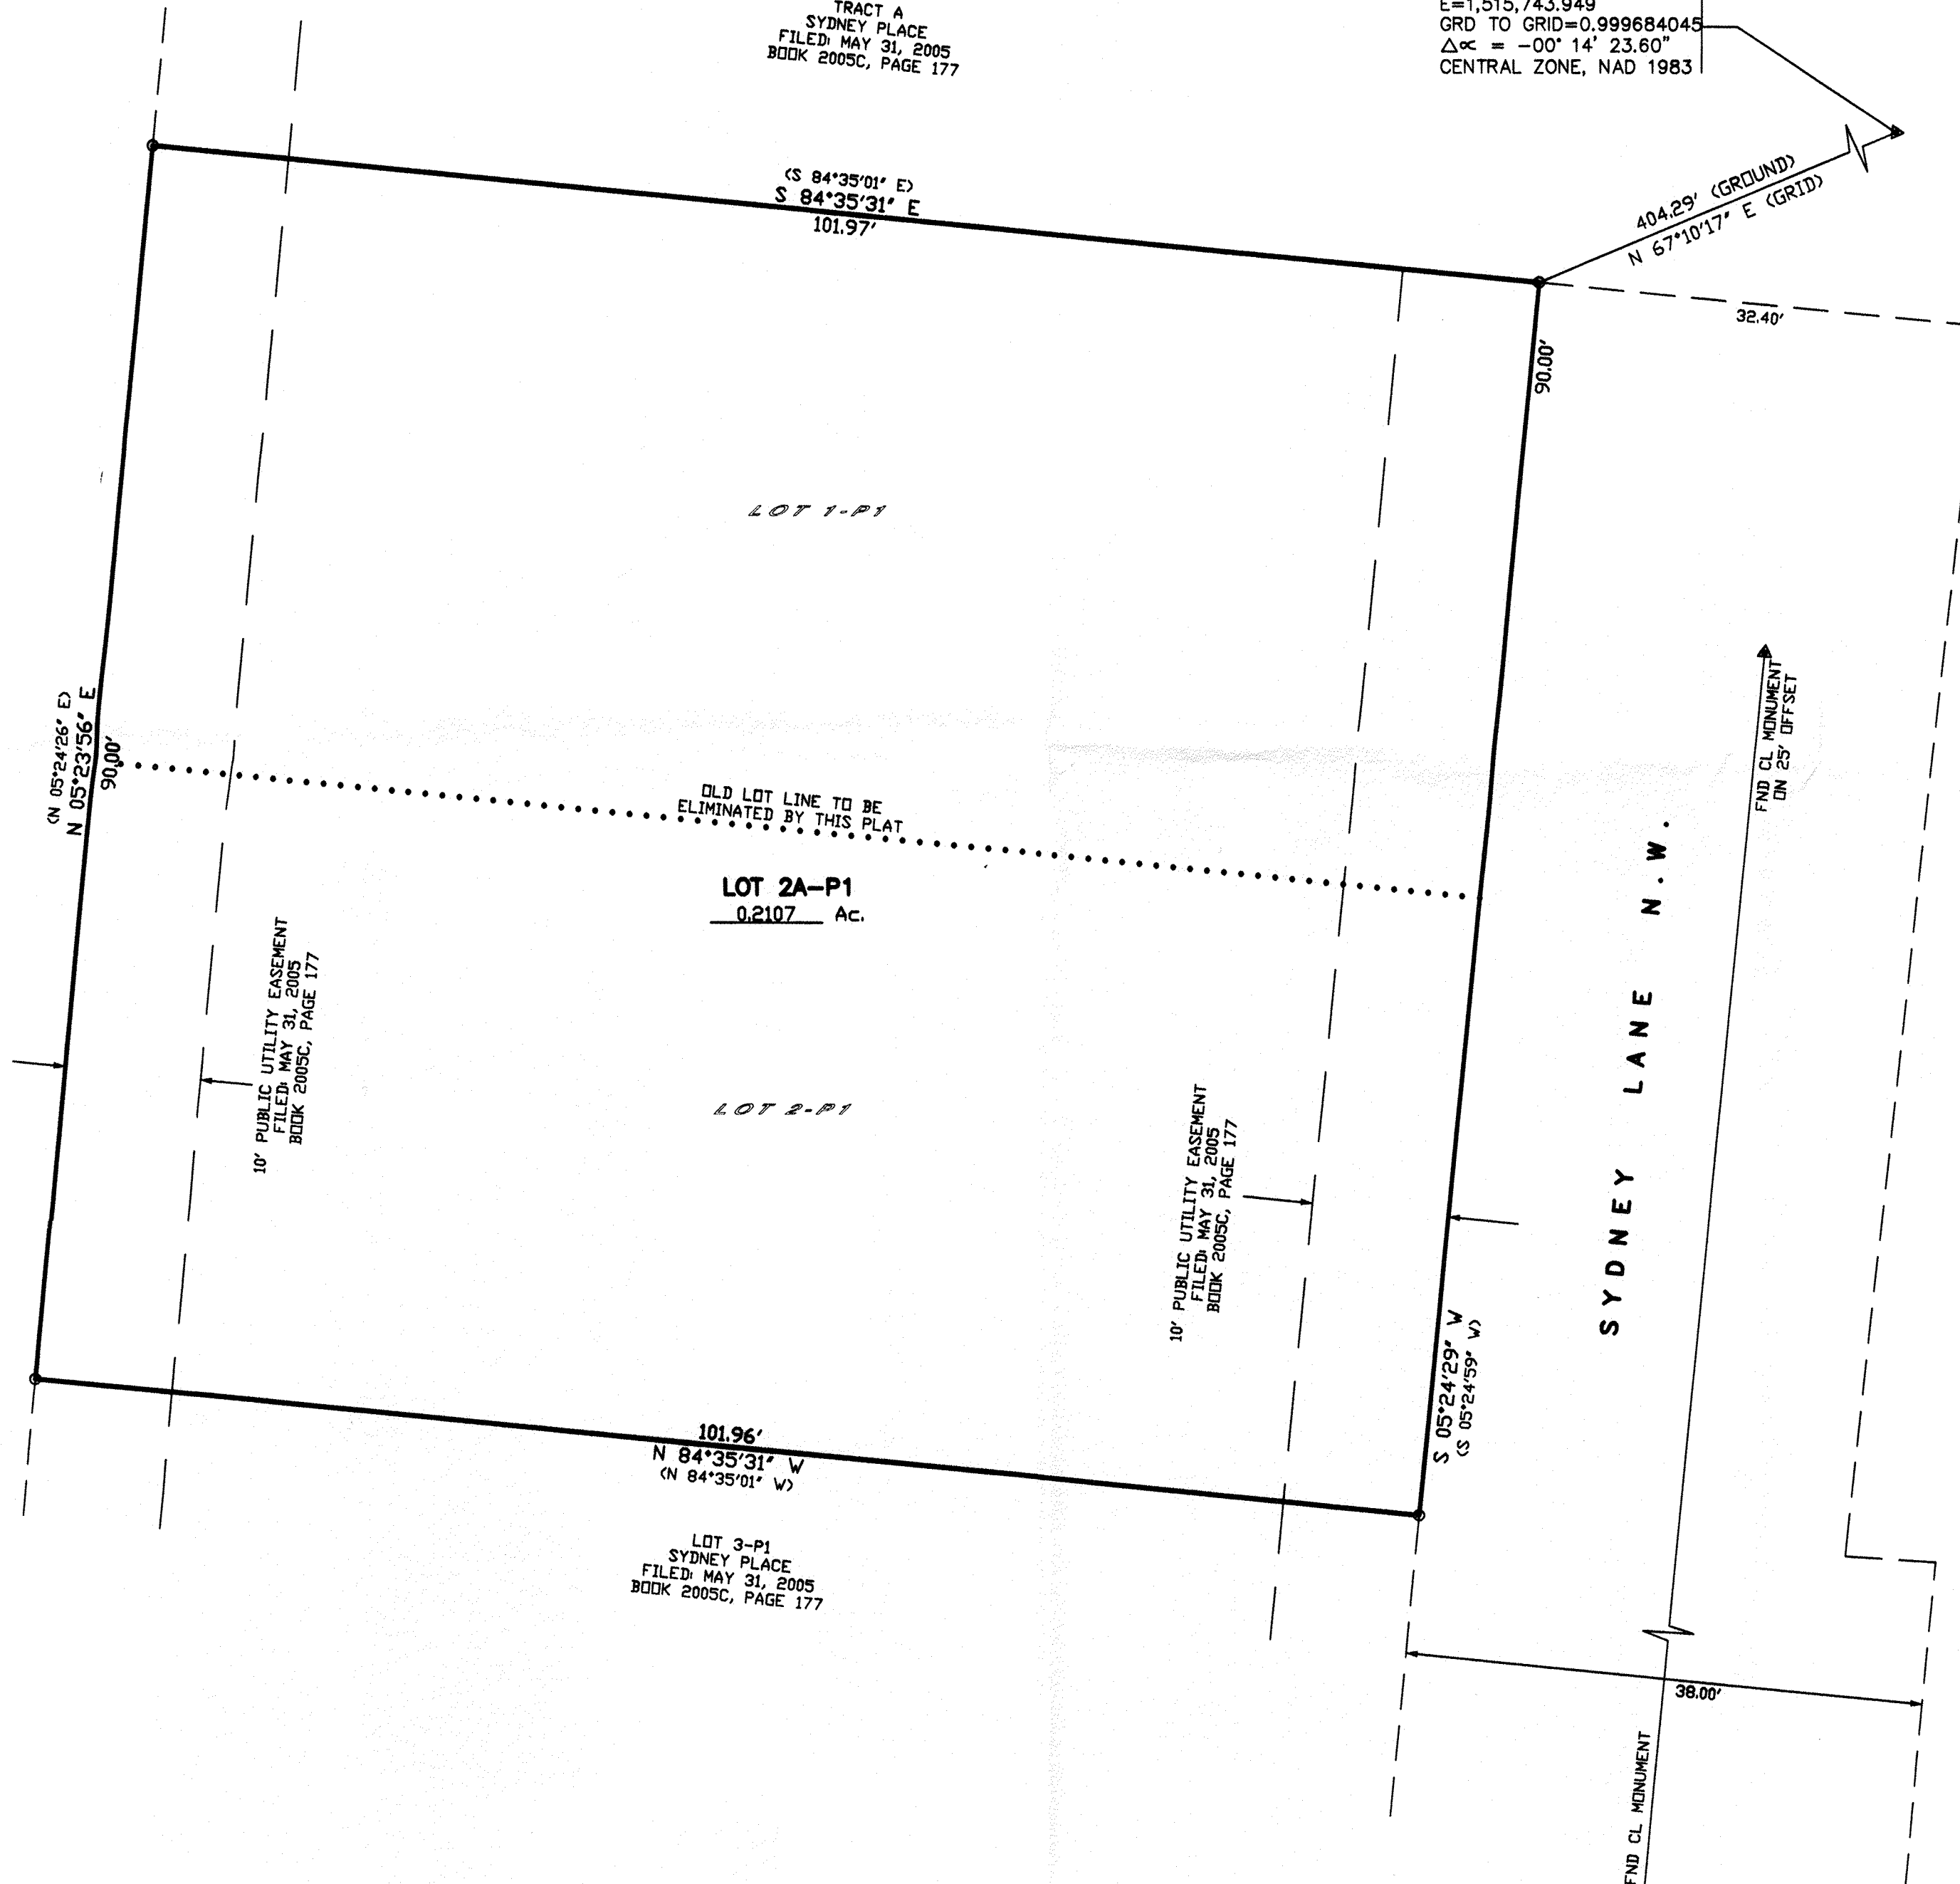 TRACT A
SYDNEY PLACE
FILED: MAY 31, 2005
BOOK 2005C, PAGE 177
E=1,515,743.949
GRD TO GRID=0.999684045
△∝ = -00° 14' 23.60"
CENTRAL ZONE, NAD 1983
404.29' (GROUND)
N 67°10'17" E (GRID)
(S 84°35'01" E)
S 84°35'31" E
101.97'
32.40'
90.00'
LOT 1-P1
FND CL MONUMENT
ON 25' OFFSET
(N 05°24'26" E)
N 05°23'56" E
90.00'
OLD LOT LINE TO BE
ELIMINATED BY THIS PLAT
LOT 2A-P1
0.2107 Ac.
SYDNEY LANE N.W.
10' PUBLIC UTILITY EASEMENT
FILED: MAY 31, 2005
BOOK 2005C, PAGE 177
LOT 2-P1
10' PUBLIC UTILITY EASEMENT
FILED: MAY 31, 2005
BOOK 2005C, PAGE 177
S 05°24'29" W
(S 05°24'59" W)
101.96'
N 84°35'31" W
(N 84°35'01" W)
LOT 3-P1
SYDNEY PLACE
FILED: MAY 31, 2005
BOOK 2005C, PAGE 177
38.00'
FND CL MONUMENT